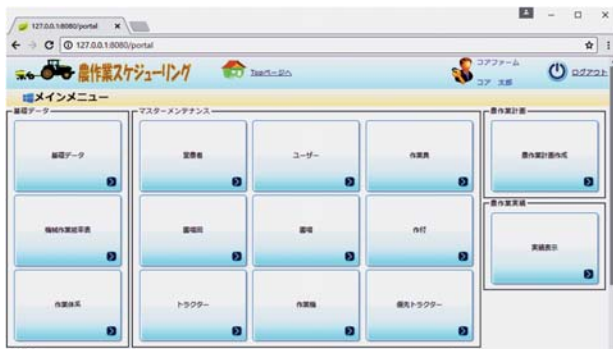 127.0.0.1:8080/portal
127.0.0.1:8080/portal
農作業スケジューリング
Topページへ
コアファーム
コア 太郎
ログアウト
メインメニュー
基礎データ
マスターメンテナンス
農作業計画
基礎データ
営農者
ユーザー
作業員
農作業計画作成
農作業実績
機械作業能率表
圃場図
圃場
作付
実績表示
作業体系
トラクター
作業機
優先トラクター